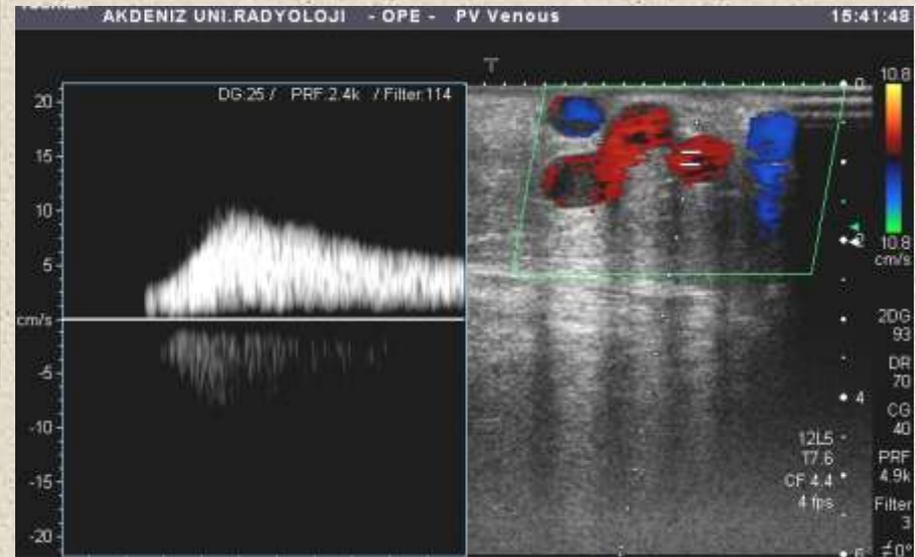 AKDENIZ UNI.RADYOLOJI - OPE - PV Venous 15:41:48
DG:25 / PRF:2.4k / Filter:114
20
15
10
5
cm/s
-5
-10
-15
-20
T
0
2
4
10.8
10.8
cm/s
2DG
93
DR
70
CG
40
PRF
4.9k
Filter
3
12L5
T7.6
CF 4.4
4 fps